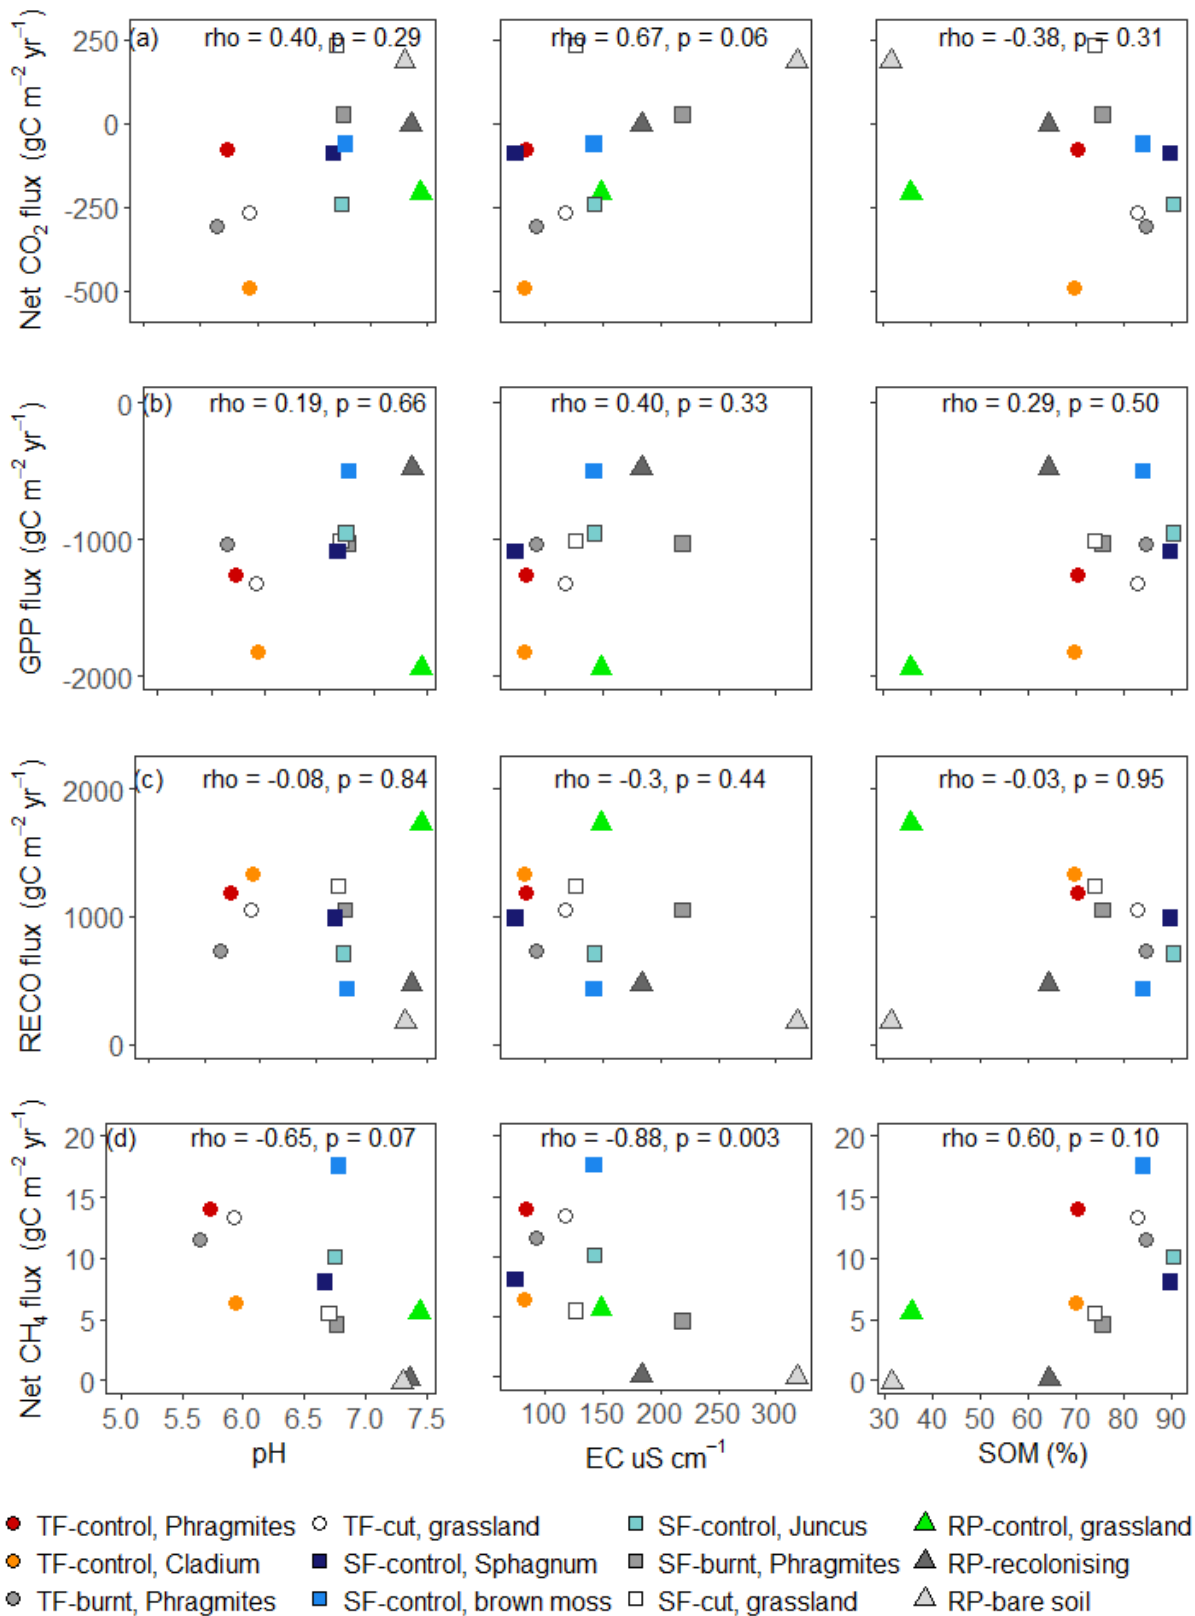 (a) rho = 0.40, p = 0.29
rho = 0.67, p = 0.06
rho = -0.38, p = 0.31
250
0
-250
-500
Net CO₂ flux (gC m⁻² yr⁻¹)
(b) rho = 0.19, p = 0.66
rho = 0.40, p = 0.33
rho = 0.29, p = 0.50
0
-1000
-2000
GPP flux (gC m⁻² yr⁻¹)
(c) rho = -0.08, p = 0.84
rho = -0.3, p = 0.44
rho = -0.03, p = 0.95
2000
1000
0
RECO flux (gC m⁻² yr⁻¹)
(d) rho = -0.65, p = 0.07
rho = -0.88, p = 0.003
rho = 0.60, p = 0.10
20
15
10
5
0
20
15
10
5
0
Net CH₄ flux (gC m⁻² yr⁻¹)
5.0 5.5 6.0 6.5 7.0 7.5
100 150 200 250 300
30 40 50 60 70 80 90
pH
EC uS cm⁻¹
SOM (%)
TF-control, Phragmites
TF-cut, grassland
SF-control, Juncus
RP-control, grassland
TF-control, Cladium
SF-control, Sphagnum
SF-burnt, Phragmites
RP-recolonising
TF-burnt, Phragmites
SF-control, brown moss
SF-cut, grassland
RP-bare soil